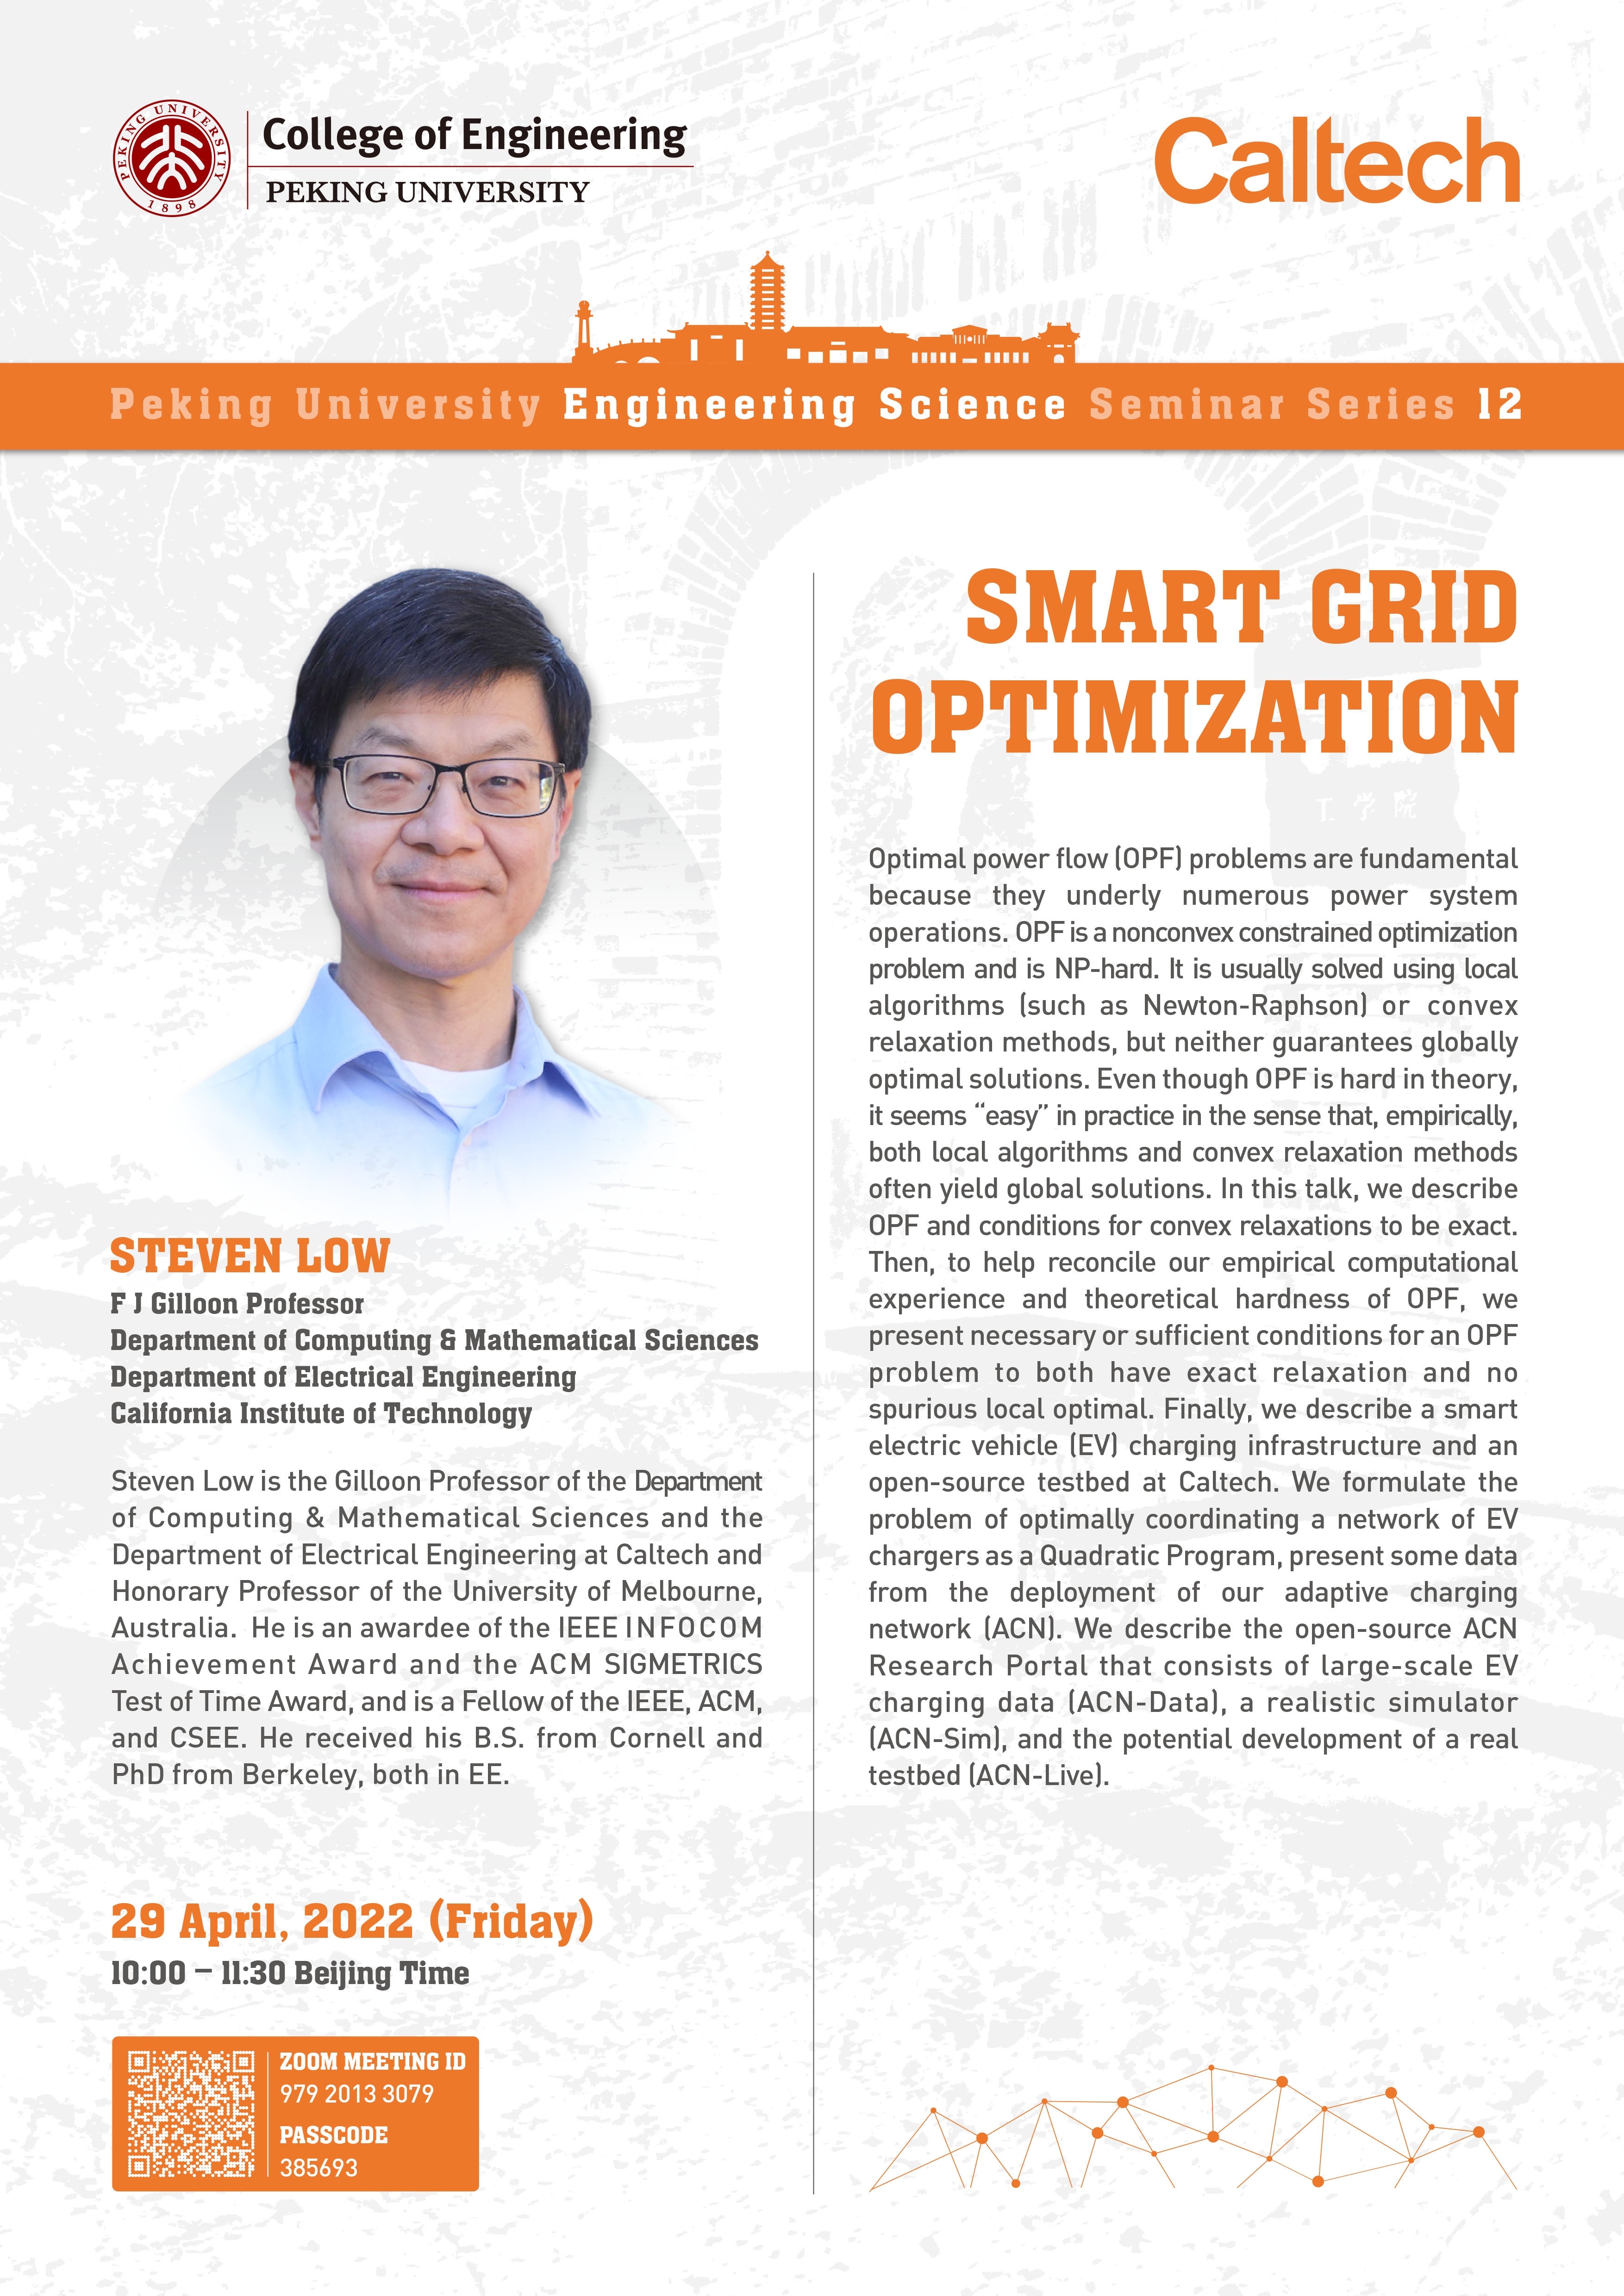 PEKING UNIVERSITY
1898
College of Engineering
PEKING UNIVERSITY
Caltech
Peking University Engineering Science Seminar Series 12
SMART GRID
OPTIMIZATION
工学院
STEVEN LOW
F J Gilloon Professor
Department of Computing & Mathematical Sciences
Department of Electrical Engineering
California Institute of Technology
Steven Low is the Gilloon Professor of the Department
of Computing & Mathematical Sciences and the
Department of Electrical Engineering at Caltech and
Honorary Professor of the University of Melbourne,
Australia. He is an awardee of the IEEE INFOCOM
Achievement Award and the ACM SIGMETRICS
Test of Time Award, and is a Fellow of the IEEE, ACM,
and CSEE. He received his B.S. from Cornell and
PhD from Berkeley, both in EE.
29 April, 2022 (Friday)
10:00 – 11:30 Beijing Time
ZOOM MEETING ID
979 2013 3079
PASSCODE
385693
Optimal power flow (OPF) problems are fundamental
because they underly numerous power system
operations. OPF is a nonconvex constrained optimization
problem and is NP-hard. It is usually solved using local
algorithms (such as Newton-Raphson) or convex
relaxation methods, but neither guarantees globally
optimal solutions. Even though OPF is hard in theory,
it seems “easy” in practice in the sense that, empirically,
both local algorithms and convex relaxation methods
often yield global solutions. In this talk, we describe
OPF and conditions for convex relaxations to be exact.
Then, to help reconcile our empirical computational
experience and theoretical hardness of OPF, we
present necessary or sufficient conditions for an OPF
problem to both have exact relaxation and no
spurious local optimal. Finally, we describe a smart
electric vehicle (EV) charging infrastructure and an
open-source testbed at Caltech. We formulate the
problem of optimally coordinating a network of EV
chargers as a Quadratic Program, present some data
from the deployment of our adaptive charging
network (ACN). We describe the open-source ACN
Research Portal that consists of large-scale EV
charging data (ACN-Data), a realistic simulator
(ACN-Sim), and the potential development of a real
testbed (ACN-Live).